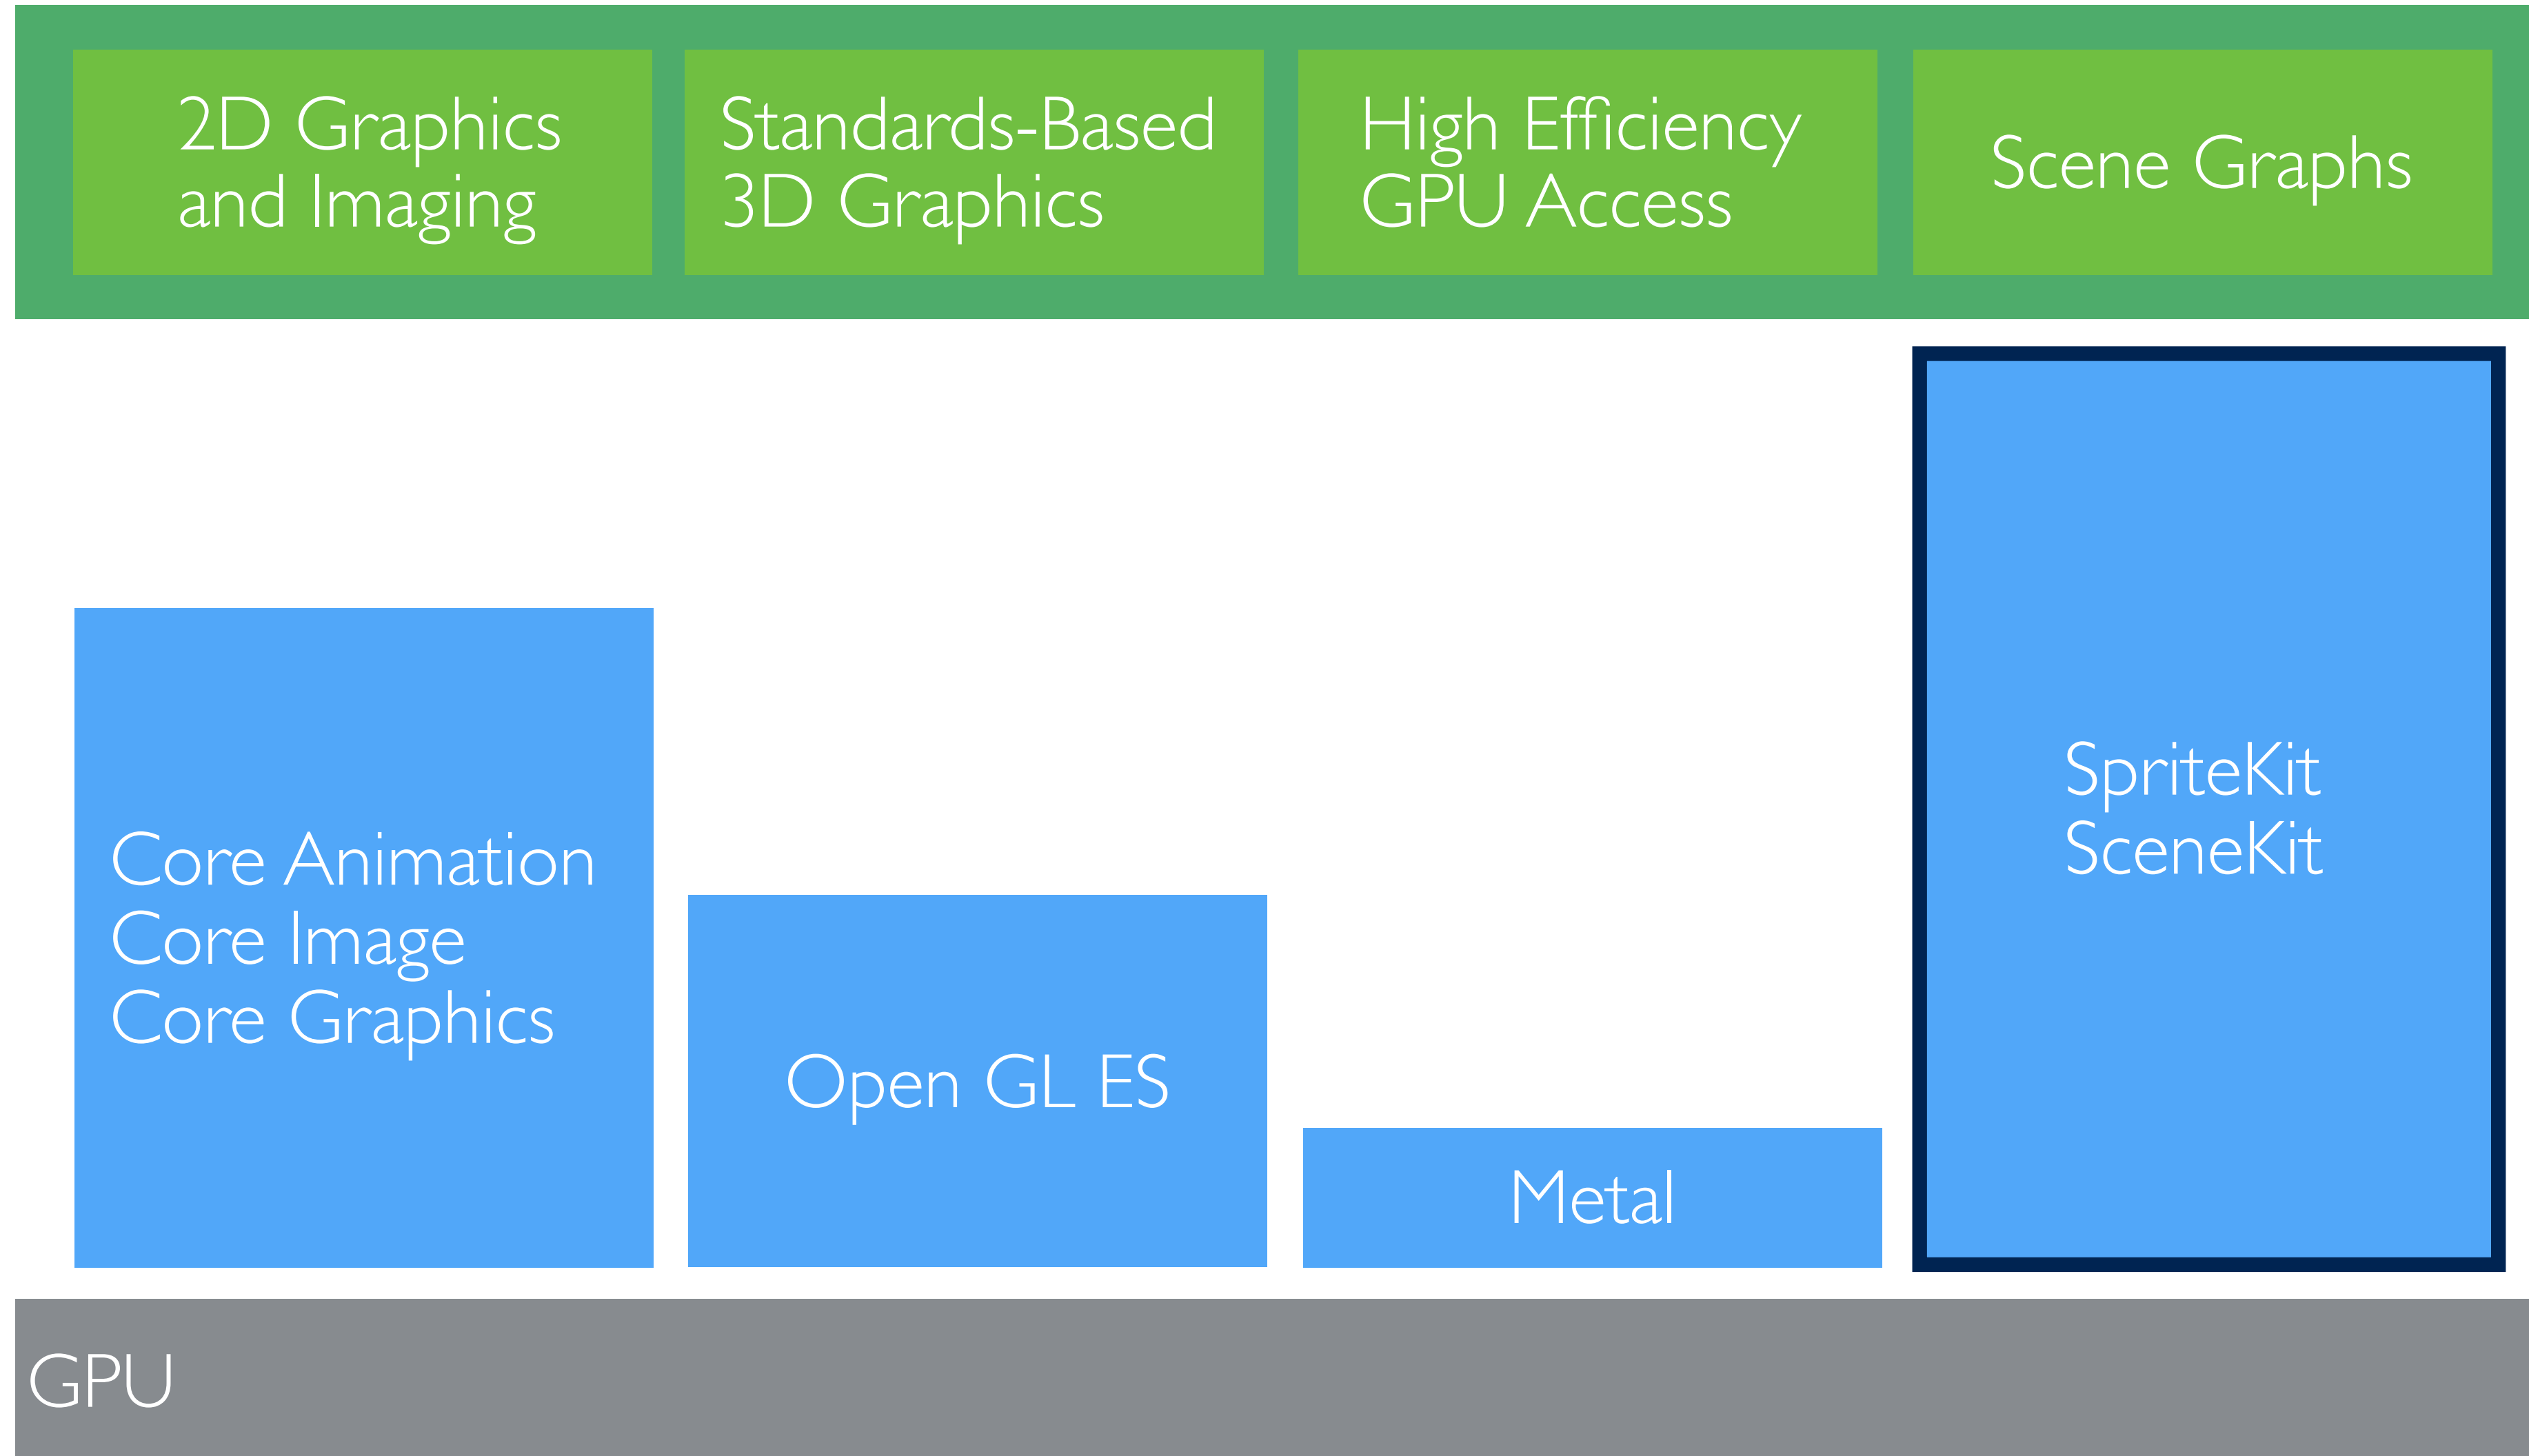 2D Graphics
and Imaging
Standards-Based
3D Graphics
High Efficiency
GPU Access
Scene Graphs
Core Animation
Core Image
Core Graphics
Open GL ES
Metal
SpriteKit
SceneKit
GPU